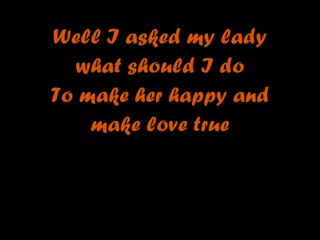 Well I asked my lady
what should I do
To make her happy and
make love true